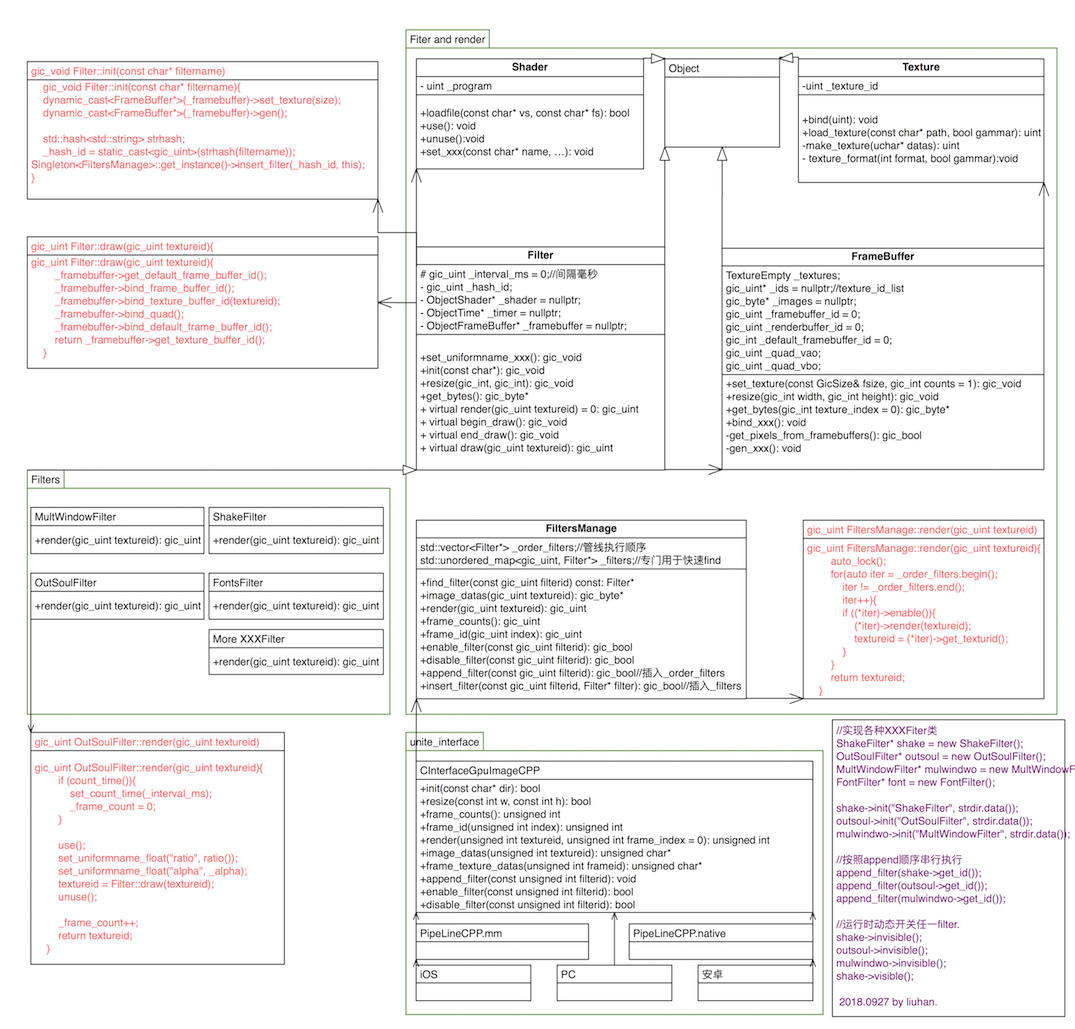 Fiter and render
Shader
- uint _program
+loadfile(const char* vs, const char* fs): bool
+use(): void
+unuse():void
+set_xxx(const char* name, …): void
Object
Texture
-uint _texture_id
+bind(uint): void
+load_texture(const char* path, bool gammar): uint
-make_texture(uchar* datas): uint
- texture_format(int format, bool gammar):void
gic_void Filter::init(const char* filtername)
gic_void Filter::init(const char* filtername){
dynamic_cast<FrameBuffer*>(_framebuffer)->set_texture(size);
dynamic_cast<FrameBuffer*>(_framebuffer)->gen();
std::hash<std::string> strhash;
_hash_id = static_cast<gic_uint>(strhash(filtername));
Singleton<FiltersManage>::get_instance()->insert_filter(_hash_id, this);
}
gic_uint Filter::draw(gic_uint textureid){
gic_uint Filter::draw(gic_uint textureid){
_framebuffer->get_default_frame_buffer_id();
_framebuffer->bind_frame_buffer_id();
_framebuffer->bind_texture_buffer_id(textureid);
_framebuffer->bind_quad();
_framebuffer->bind_default_frame_buffer_id();
return _framebuffer->get_texture_buffer_id();
}
Filter
# gic_uint _interval_ms = 0;//间隔毫秒
- gic_uint _hash_id;
- ObjectShader* _shader = nullptr;
- ObjectTime* _timer = nullptr;
- ObjectFrameBuffer* _framebuffer = nullptr;
+set_uniformname_xxx(): gic_void
+init(const char*): gic_void
+resize(gic_int, gic_int): gic_void
+get_bytes(): gic_byte*
+ virtual render(gic_uint textureid) = 0: gic_uint
+ virtual begin_draw(): gic_void
+ virtual end_draw(): gic_void
+ virtual draw(gic_uint textureid): gic_uint
FrameBuffer
TextureEmpty _textures;
gic_uint* _ids = nullptr;//texture_id_list
gic_byte* _images = nullptr;
gic_uint _framebuffer_id = 0;
gic_uint _renderbuffer_id = 0;
gic_int _default_framebuffer_id = 0;
gic_uint _quad_vao;
gic_uint _quad_vbo;
+set_texture(const GicSize& fsize, gic_int counts = 1): gic_void
+resize(gic_int width, gic_int height): gic_void
+get_bytes(gic_int texture_index = 0): gic_byte*
+bind_xxx(): void
-get_pixels_from_framebuffers(): gic_bool
-gen_xxx(): void
Filters
MultWindowFilter
+render(gic_uint textureid): gic_uint
ShakeFilter
+render(gic_uint textureid): gic_uint
OutSoulFilter
+render(gic_uint textureid): gic_uint
FontsFilter
+render(gic_uint textureid): gic_uint
More XXXFilter
+render(gic_uint textureid): gic_uint
FiltersManage
std::vector<Filter*> _order_filters;//管线执行顺序
std::unordered_map<gic_uint, Filter*> _filters;//专门用于快速find
+find_filter(const gic_uint filterid) const: Filter*
+image_datas(gic_uint textureid): gic_byte*
+render(gic_uint textureid): gic_uint
+frame_counts(): gic_uint
+frame_id(gic_uint index): gic_uint
+enable_filter(const gic_uint filterid): gic_bool
+disable_filter(const gic_uint filterid): gic_bool
+append_filter(const gic_uint filterid): gic_bool//插入_order_filters
+insert_filter(const gic_uint filterid, Filter* filter): gic_bool//插入_filters
gic_uint FiltersManage::render(gic_uint textureid)
gic_uint FiltersManage::render(gic_uint textureid){
auto_lock();
for(auto iter = _order_filters.begin();
iter != _order_filters.end();
iter++){
if ((*iter)->enable()){
(*iter)->render(textureid);
textureid = (*iter)->get_texturid();
}
}
return textureid;
}
gic_uint OutSoulFilter::render(gic_uint textureid)
gic_uint OutSoulFilter::render(gic_uint textureid){
if (count_time()){
set_count_time(_interval_ms);
_frame_count = 0;
}
use();
set_uniformname_float("ratio", ratio());
set_uniformname_float("alpha", _alpha);
textureid = Filter::draw(textureid);
unuse();
_frame_count++;
return textureid;
}
unite_interface
CInterfaceGpuImageCPP
+init(const char* dir): bool
+resize(const int w, const int h): bool
+frame_counts(): unsigned int
+frame_id(unsigned int index): unsigned int
+render(unsigned int textureid, unsigned int frame_index = 0): unsigned int
+image_datas(unsigned int textureid): unsigned char*
+frame_texture_datas(unsigned int frameid): unsigned char*
+append_filter(const unsigned int filterid): void
+enable_filter(const unsigned int filterid): bool
+disable_filter(const unsigned int filterid): bool
PipeLineCPP.mm
PipeLineCPP.native
iOS
PC
安卓
//实现各种XXXFiter类
ShakeFilter* shake = new ShakeFilter();
OutSoulFilter* outsoul = new OutSoulFilter();
MultWindowFilter* mulwindwo = new MultWindowF
FontFilter* font = new FontFilter();
shake->init("ShakeFilter", strdir.data());
outsoul->init("OutSoulFilter", strdir.data());
mulwindwo->init("MultWindowFilter", strdir.data());
//按照append顺序串行执行
append_filter(shake->get_id());
append_filter(outsoul->get_id());
append_filter(mulwindwo->get_id());
//运行时动态开关任一filter.
shake->invisible();
outsoul->invisible();
mulwindwo->invisible();
shake->visible();
2018.0927 by liuhan.